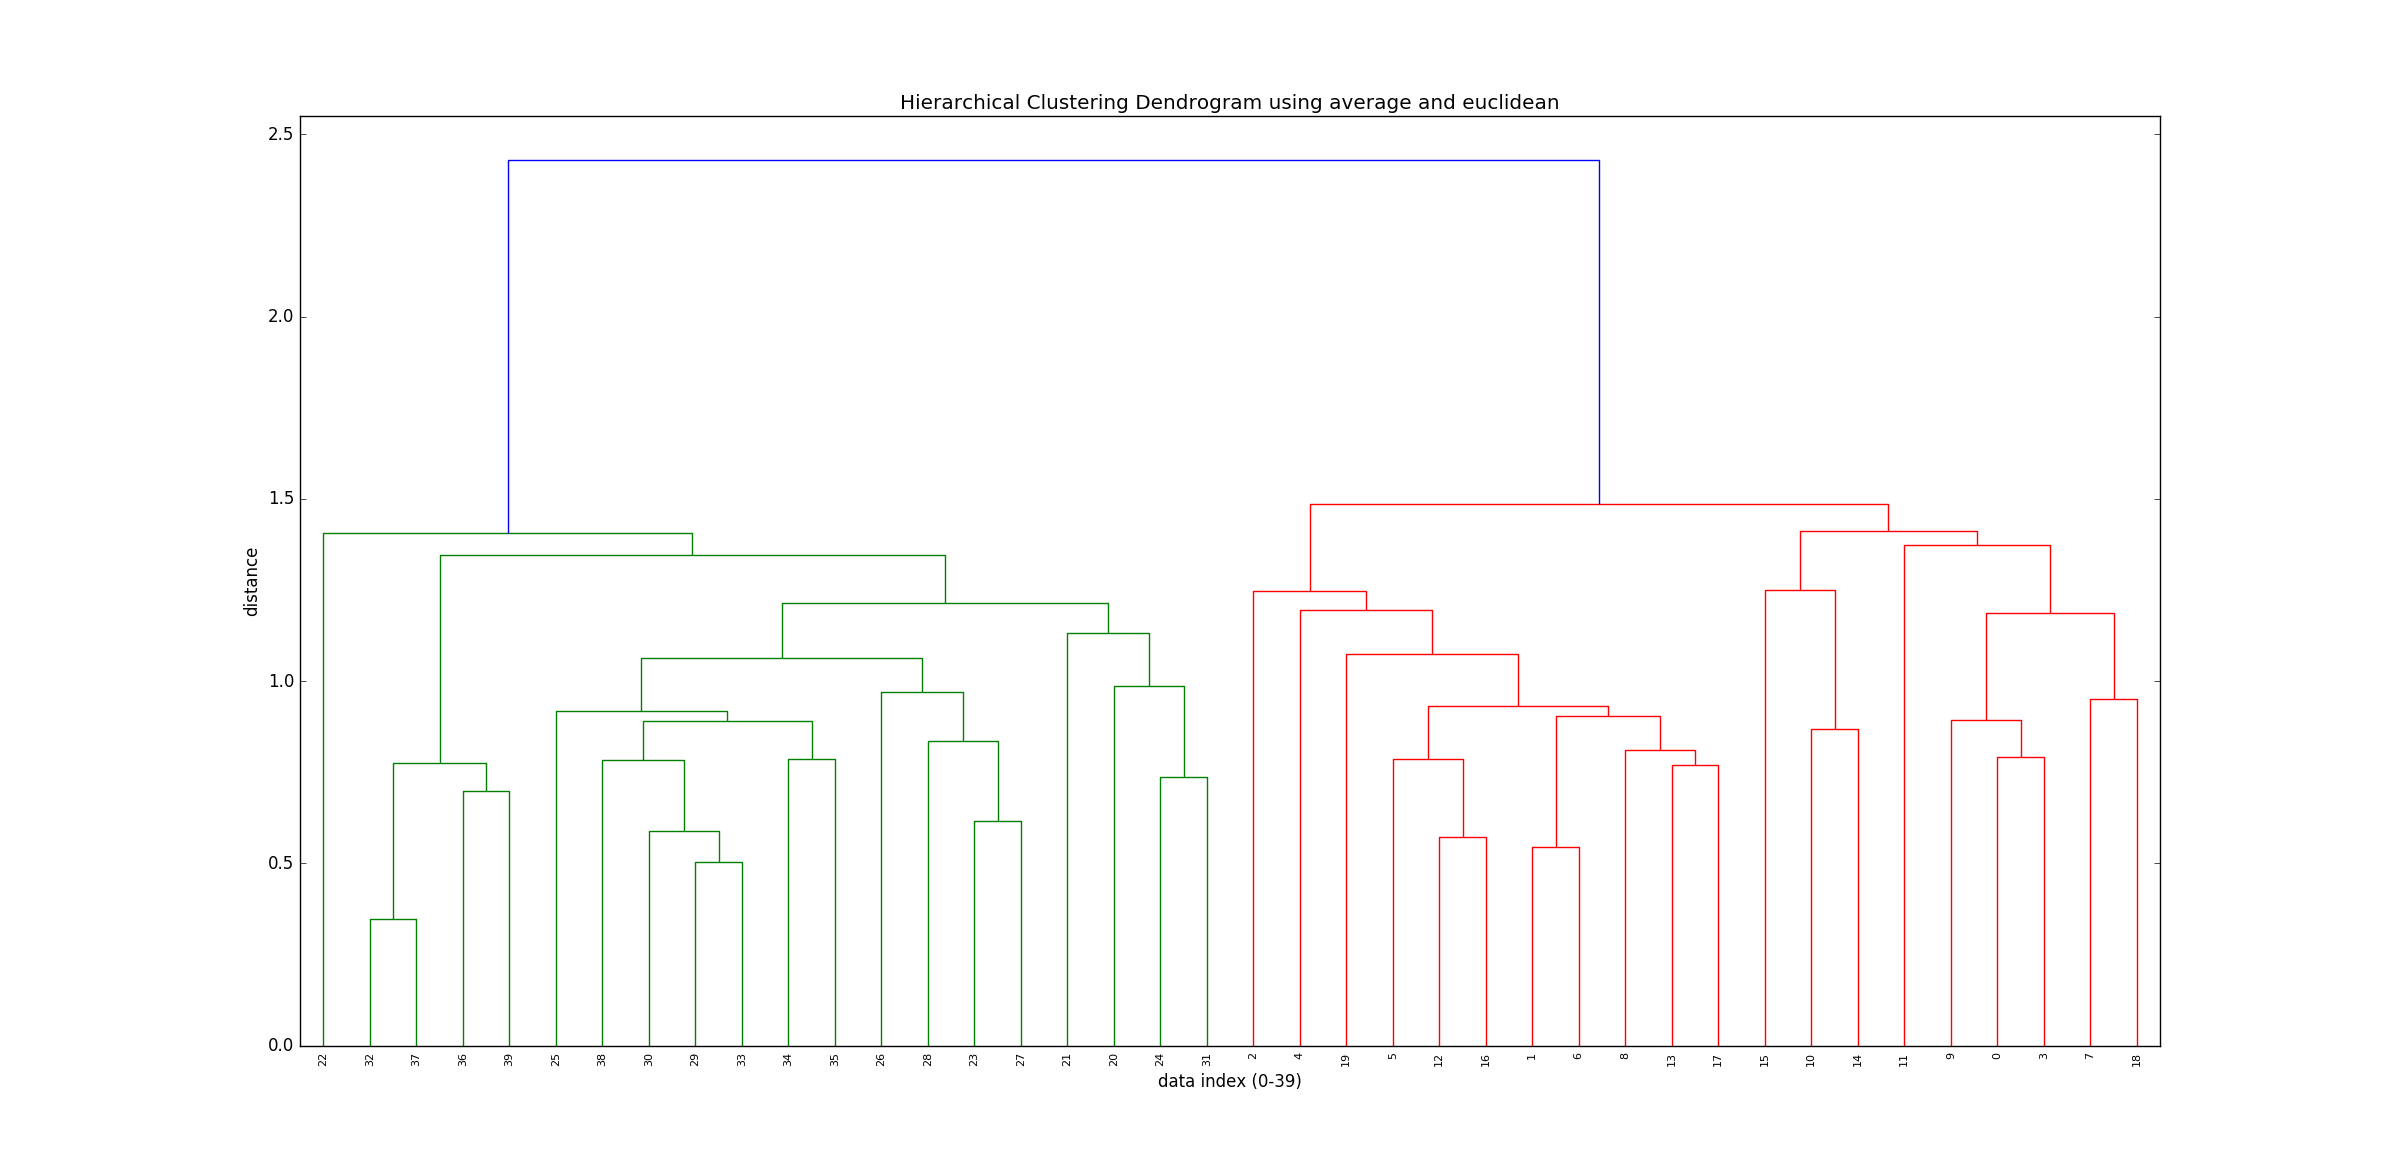 Hierarchical Clustering Dendrogram using average and euclidean
2.5
2.0
1.5
1.0
0.5
0.0
distance
22 32 37 36 39 25 38 30 29 33 34 35 26 28 23 27 21 20 24 31 2 4 19 5 12 16 1 6 8 13 17 15 10 14 11 9 0 3 7 18
data index (0-39)